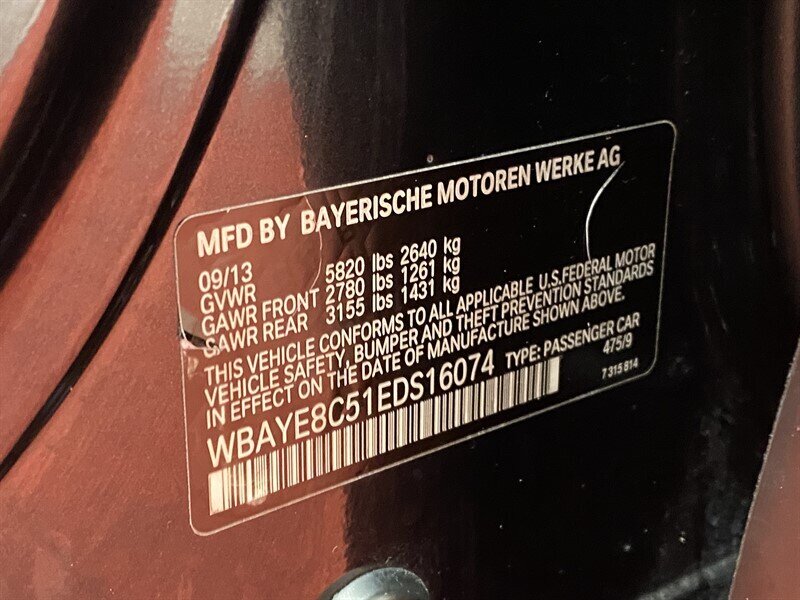 MFD BY BAYERISCHE MOTOREN WERKE AG
09/13
GVWR 5820 lbs 2640 kg
GAWR FRONT 2780 lbs 1261 kg
GAWR REAR 3155 lbs 1431 kg
THIS VEHICLE CONFORMS TO ALL APPLICABLE U.S.FEDERAL MOTOR
VEHICLE SAFETY, BUMPER AND THEFT PREVENTION STANDARDS
IN EFFECT ON THE DATE OF MANUFACTURE SHOWN ABOVE.
WBAYE8C51EDS16074 TYPE: PASSENGER CAR
475/9
7 315 814